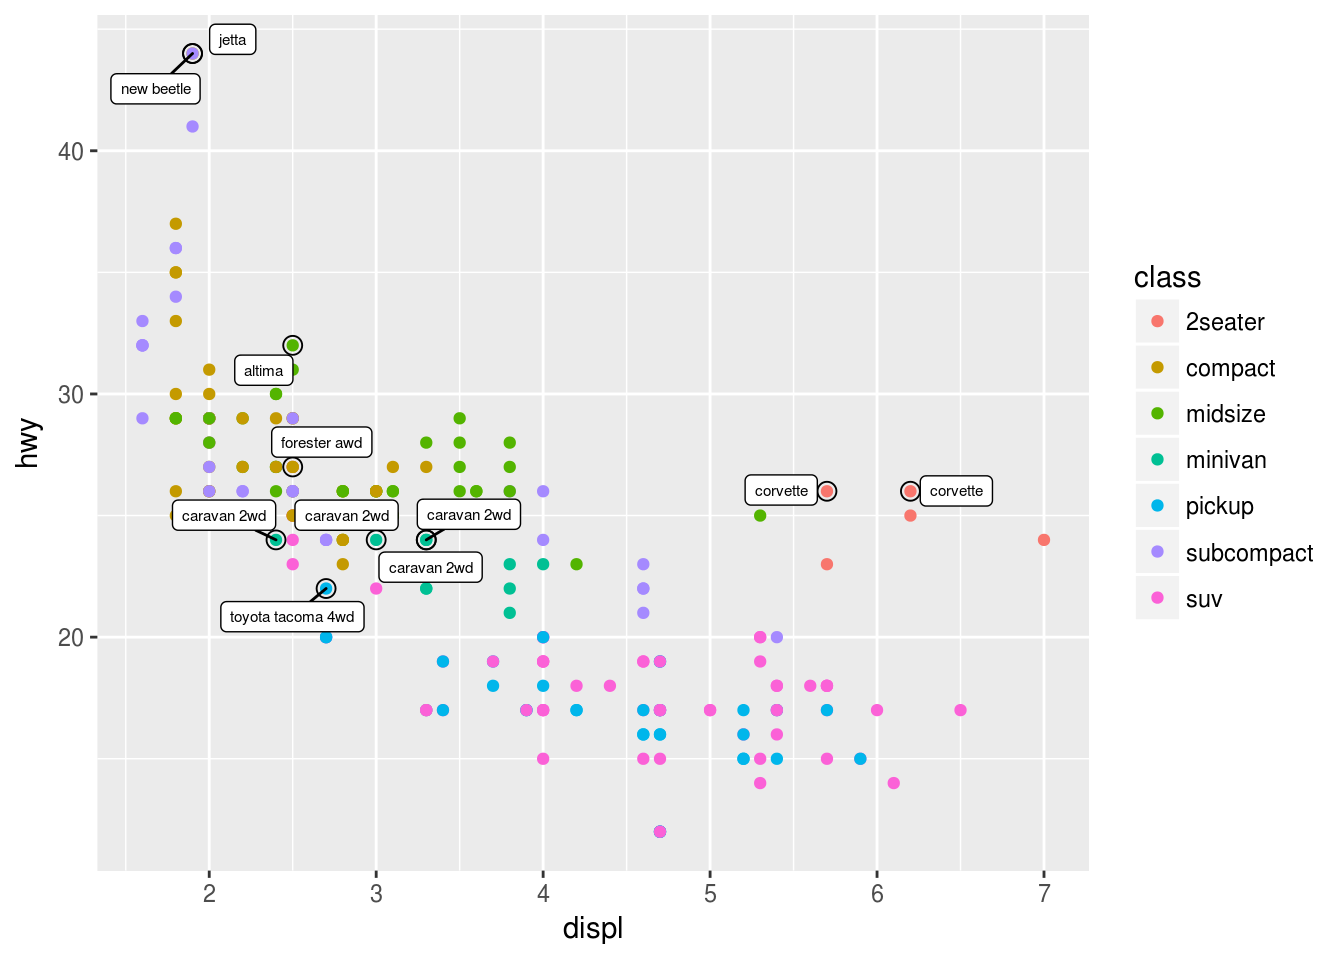 jetta
new beetle
40
altima
30
forester awd
corvette
corvette
caravan 2wd
caravan 2wd
caravan 2wd
caravan 2wd
toyota tacoma 4wd
20
hwy
2
3
4
5
6
7
displ
class
2seater
compact
midsize
minivan
pickup
subcompact
suv